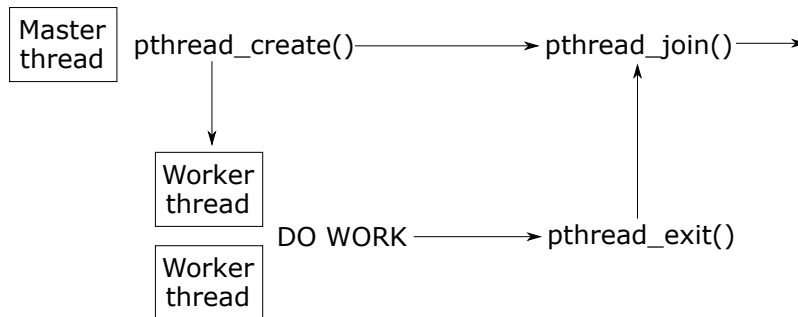 Master
thread
pthread_create()
pthread_join()
Worker
thread
DO WORK
pthread_exit()
Worker
thread